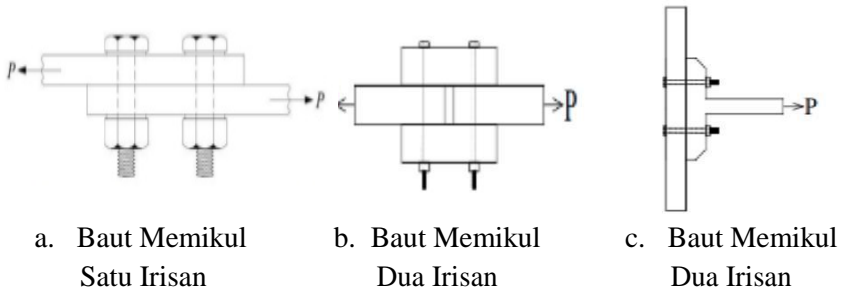 P
P
P
P
a. Baut Memikul
Satu Irisan
b. Baut Memikul
Dua Irisan
c. Baut Memikul
Dua Irisan